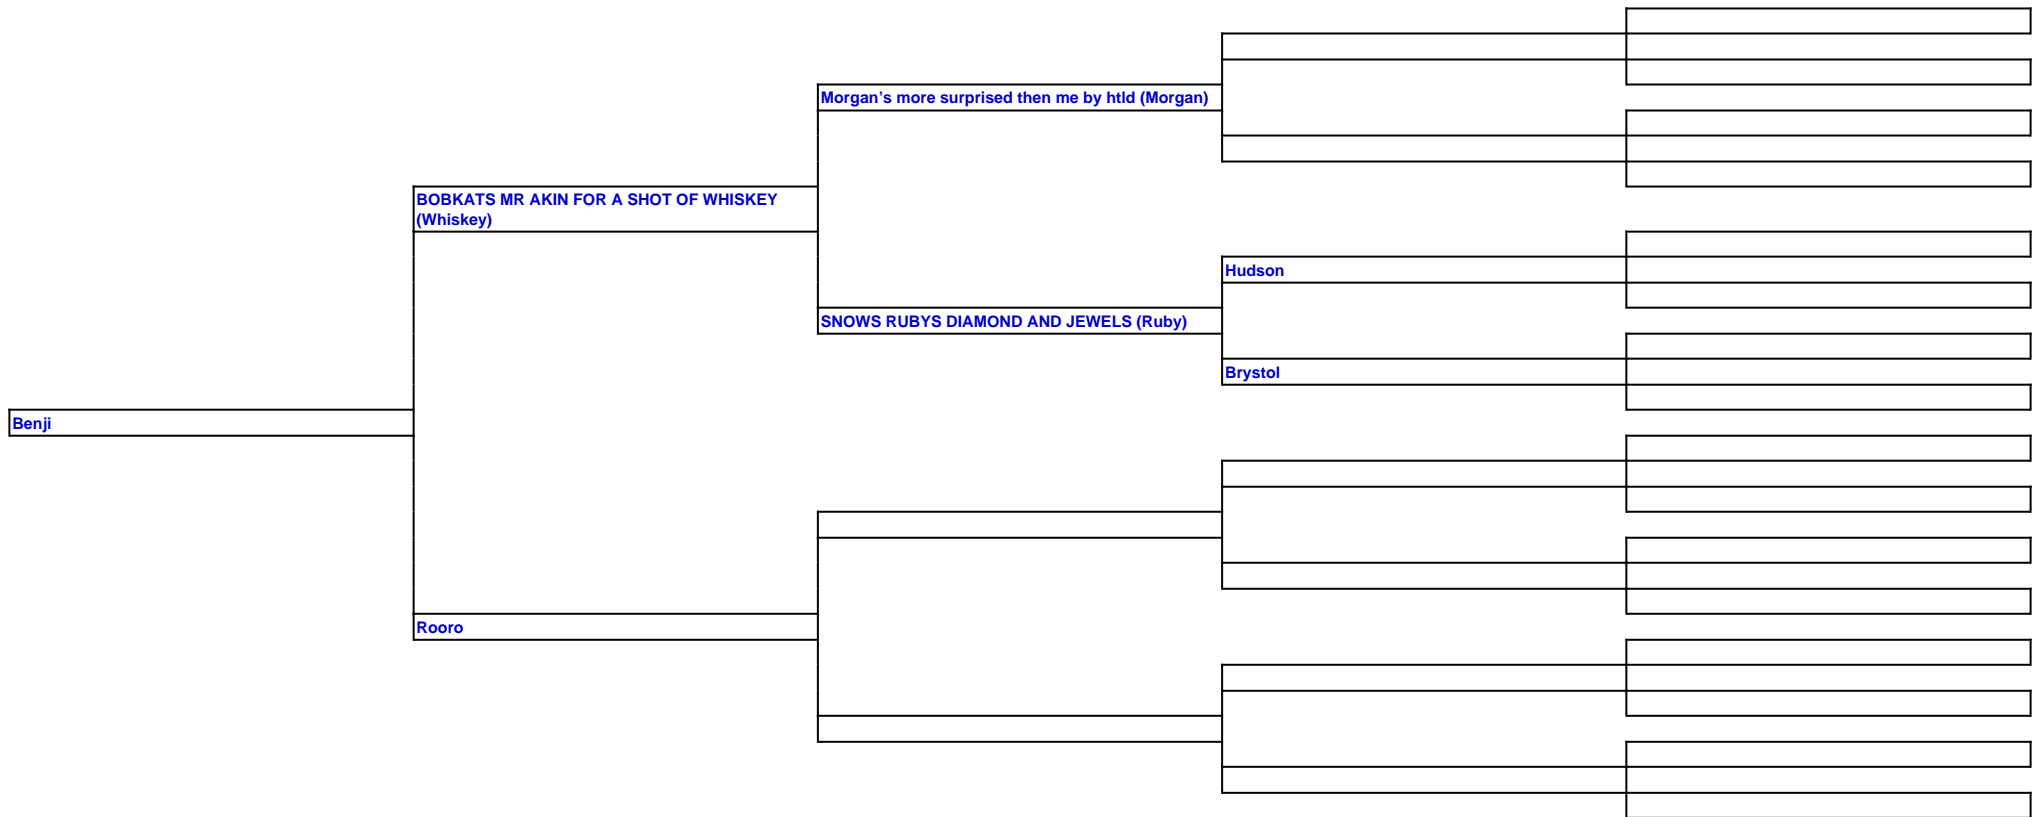 Morgan’s more surprised then me by htld (Morgan)
BOBKATS MR AKIN FOR A SHOT OF WHISKEY
(Whiskey)
Hudson
SNOWS RUBYS DIAMOND AND JEWELS (Ruby)
Brystol
Benji
Rooro